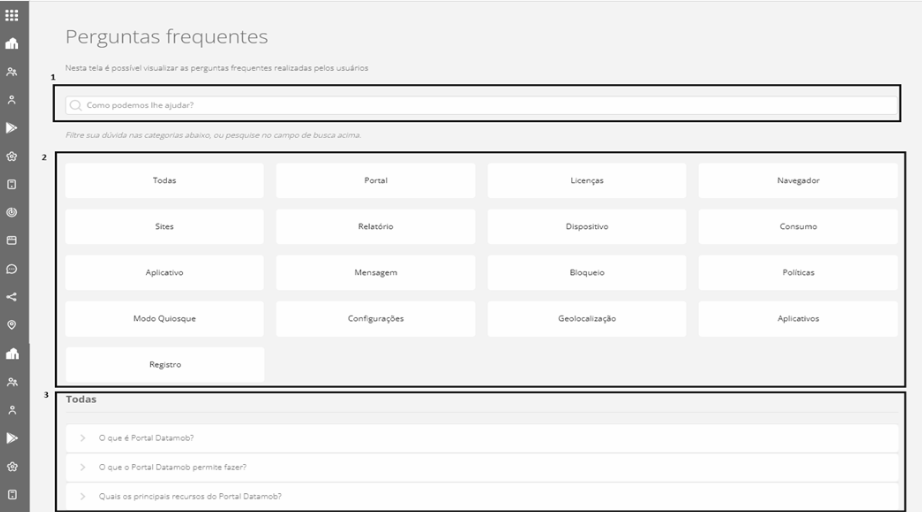 Perguntas frequentes
Nesta tela é possível visualizar as perguntas frequentes realizadas pelos usuários
1
Como podemos lhe ajudar?
Filtre sua dúvida nas categorias abaixo, ou pesquise no campo de busca acima.
2
Todas Portal Licenças Navegador
Sites Relatório Dispositivo Consumo
Aplicativo Mensagem Bloqueio Políticas
Modo Quiosque Configurações Geolocalização Aplicativos
Registro
3
Todas
O que é Portal Datamob?
O que o Portal Datamob permite fazer?
Quais os principais recursos do Portal Datamob?